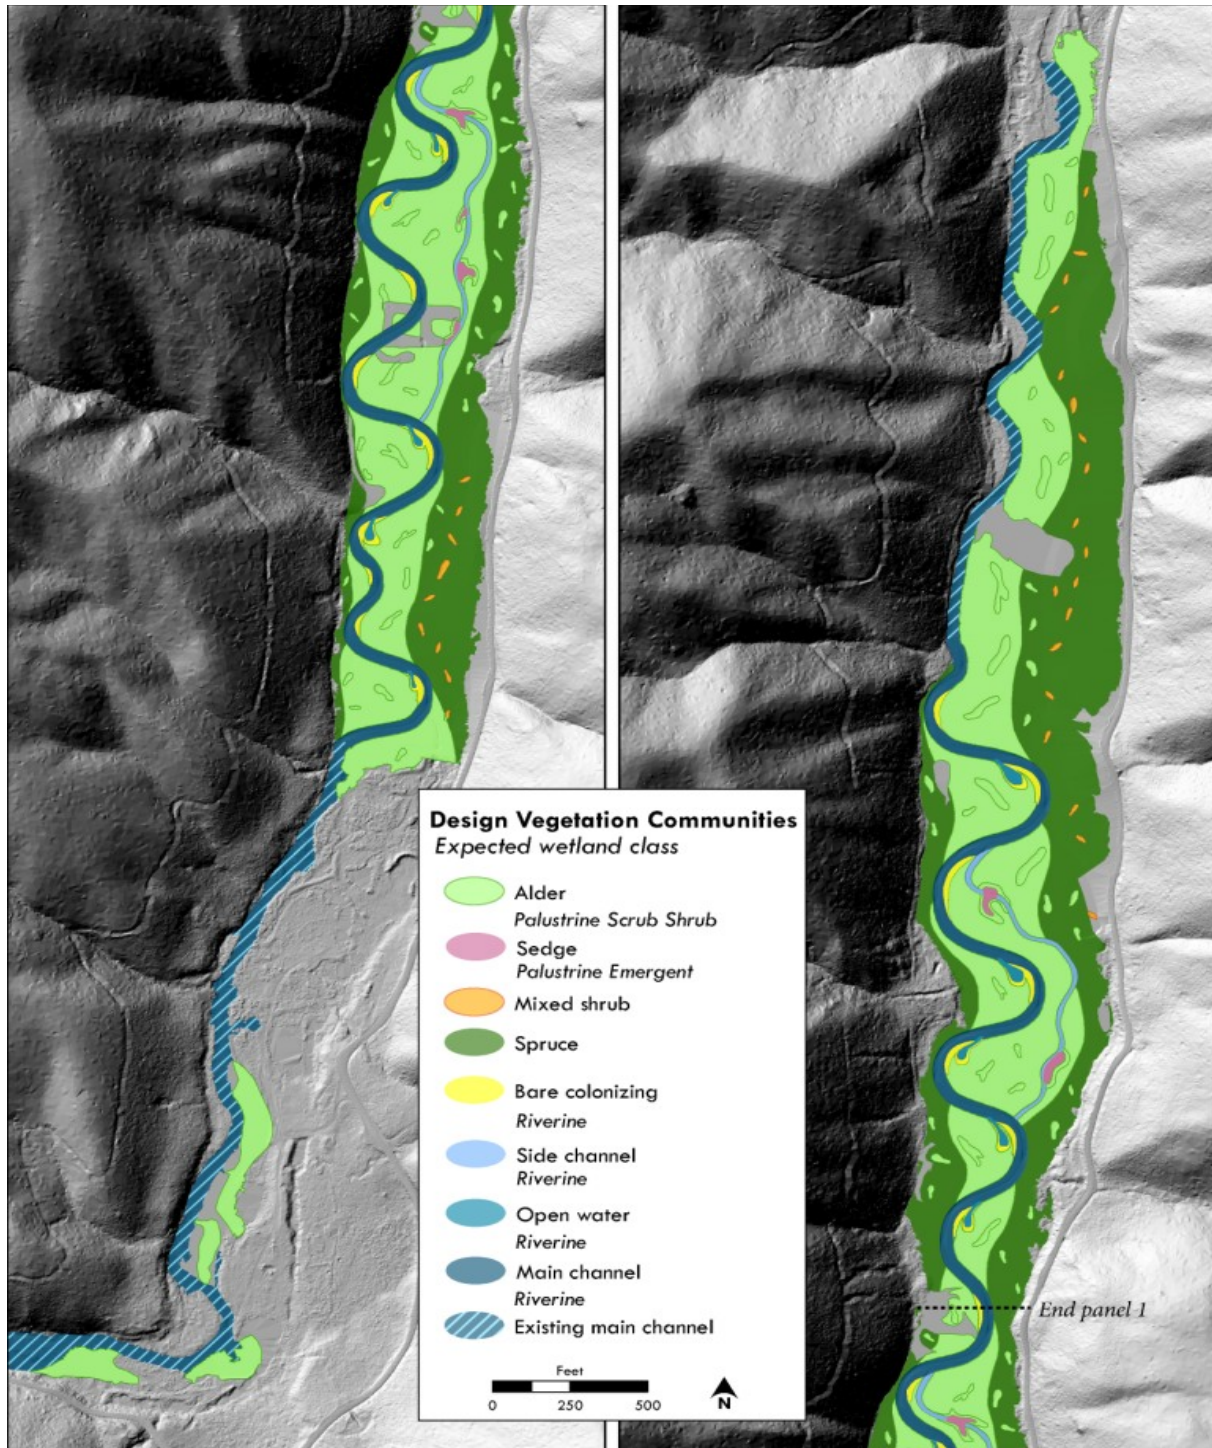 Design Vegetation Communities
Expected wetland class
Alder
Palustrine Scrub Shrub
Sedge
Palustrine Emergent
Mixed shrub
Spruce
Bare colonizing
Riverine
Side channel
Riverine
Open water
Riverine
Main channel
Riverine
Existing main channel
Feet
0 250 500
N
End panel 1